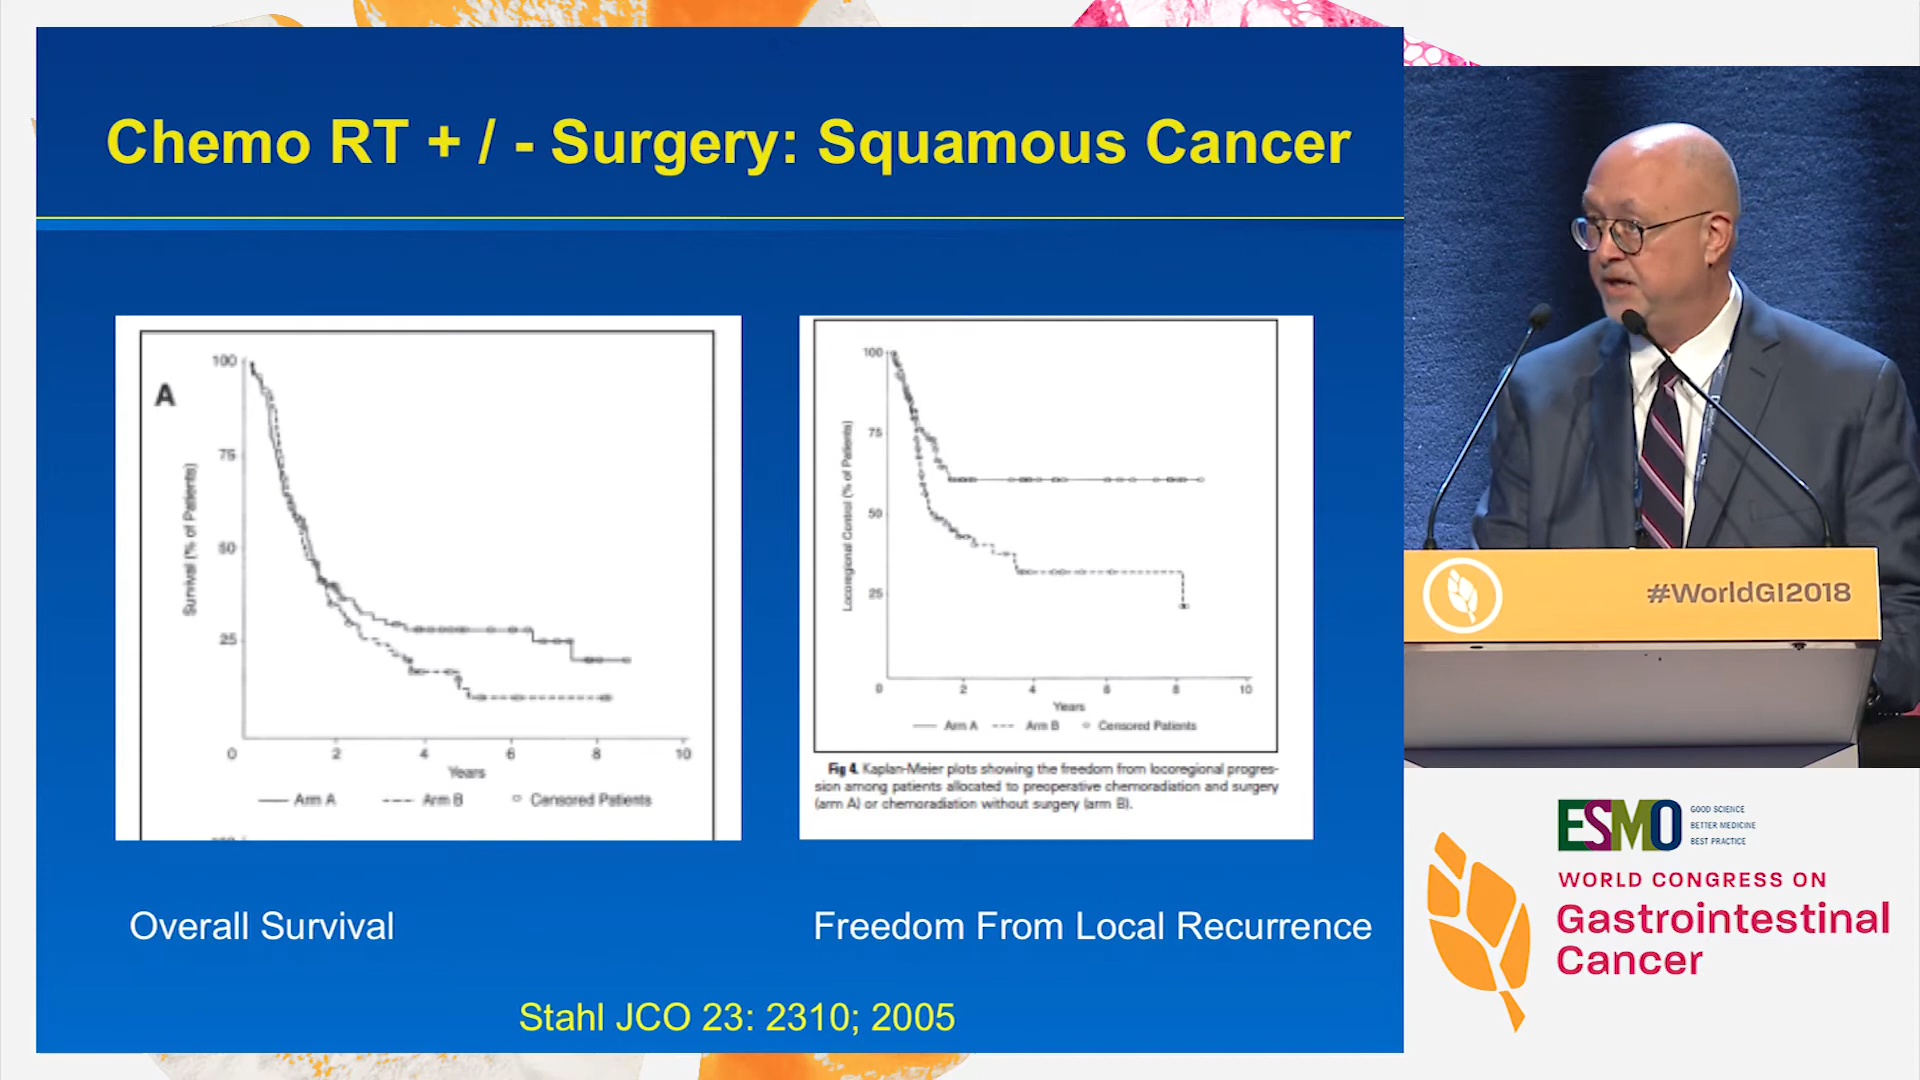 Chemo RT + / - Surgery: Squamous Cancer
A
Survival (% of Patients)
100
75
50
25
0
2
4
6
8
10
Years
Arm A
Arm B
Censored Patients
Locoregional Control (% of Patients)
100
75
50
25
0
2
4
6
8
10
Years
Arm A
Arm B
Censored Patients
Fig 4. Kaplan-Meier plots showing the freedom from locoregional progres-
sion among patients allocated to preoperative chemoradiation and surgery
(arm A) or chemoradiation without surgery (arm B).
Overall Survival
Freedom From Local Recurrence
Stahl JCO 23: 2310; 2005
#WorldGI2018
ESMO
GOOD SCIENCE
BETTER MEDICINE
BEST PRACTICE
WORLD CONGRESS ON
Gastrointestinal
Cancer